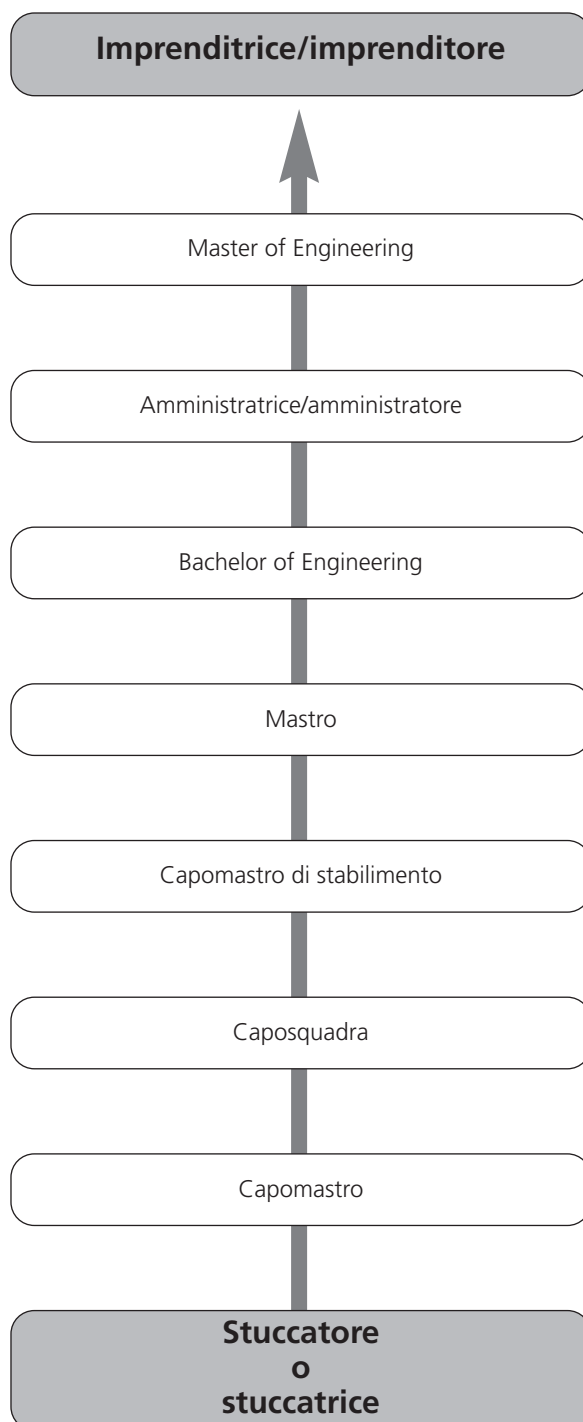 Imprenditrice/imprenditore
Master of Engineering
Amministratrice/amministratore
Bachelor of Engineering
Mastro
Capomastro di stabilimento
Caposquadra
Capomastro
Stuccatore
o
stuccatrice